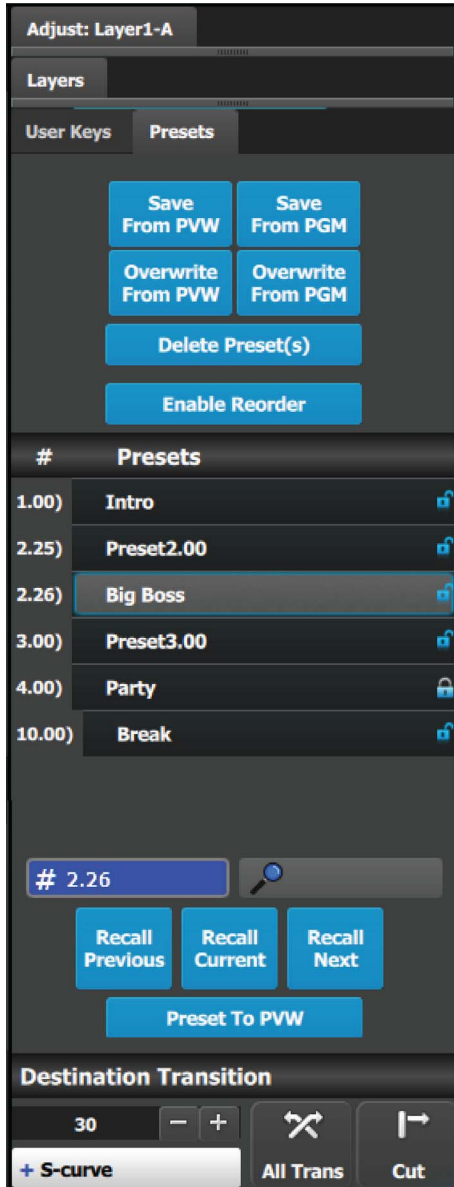 Adjust: Layer1-A
Layers
User Keys Presets
Save Save
From PVW From PGM
Overwrite Overwrite
From PVW From PGM
Delete Preset(s)
Enable Reorder
# Presets
1.00) Intro
2.25) Preset2.00
2.26) Big Boss
3.00) Preset3.00
4.00) Party
10.00) Break
# 2.26
Recall Recall Recall
Previous Current Next
Preset To PVW
Destination Transition
30 − +
+ S-curve All Trans Cut